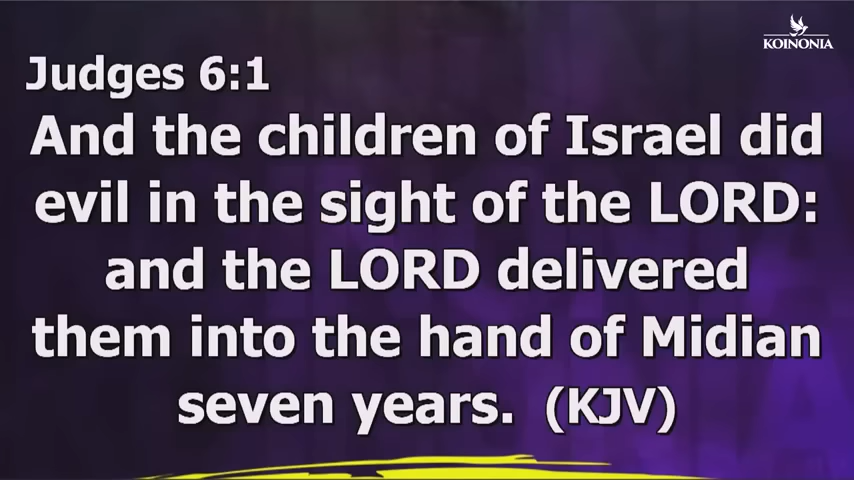 KOINONIA
Judges 6:1
And the children of Israel did
evil in the sight of the LORD:
and the LORD delivered
them into the hand of Midian
seven years. (KJV)